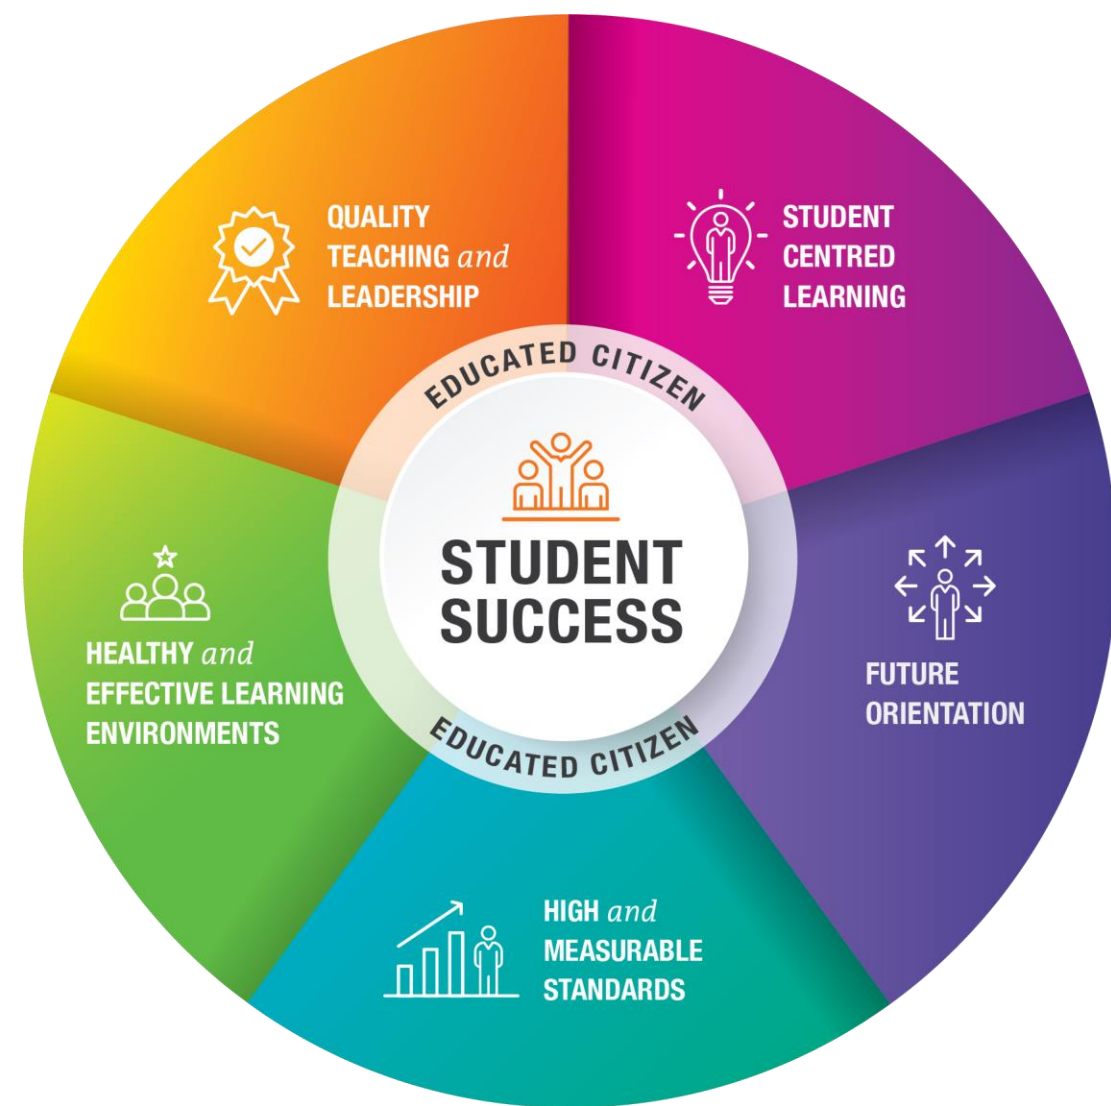 QUALITY
TEACHING and
LEADERSHIP
STUDENT
CENTRED
LEARNING
EDUCATED CITIZEN
STUDENT
SUCCESS
EDUCATED CITIZEN
HEALTHY and
EFFECTIVE LEARNING
ENVIRONMENTS
FUTURE
ORIENTATION
HIGH and
MEASURABLE
STANDARDS